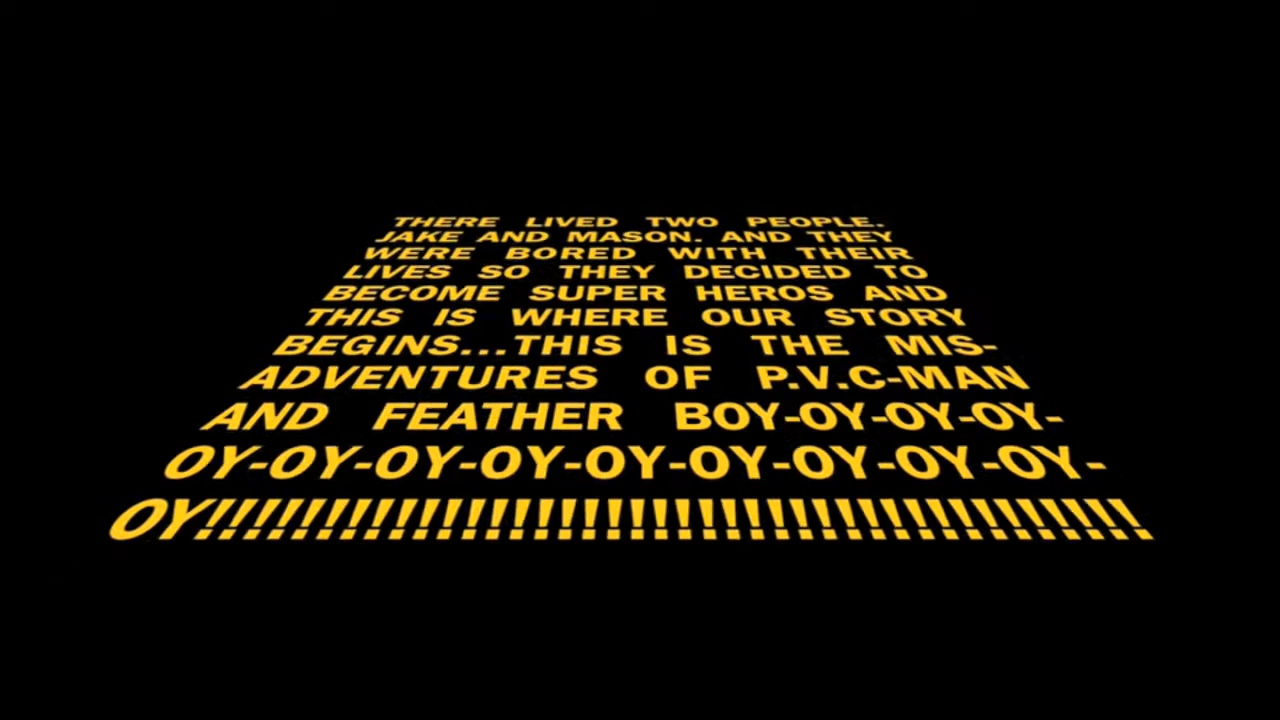 THERE LIVED TWO PEOPLE.
JAKE AND MASON. AND THEY
WERE BORED WITH THEIR
LIVES SO THEY DECIDED TO
BECOME SUPER HEROS AND
THIS IS WHERE OUR STORY
BEGINS...THIS IS THE MIS-
ADVENTURES OF P.V.C-MAN
AND FEATHER BOY-OY-OY-OY-
OY-OY-OY-OY-OY-OY-OY-OY-OY-
OY!!!!!!!!!!!!!!!!!!!!!!!!!!!!!!!!!!!!!!!!